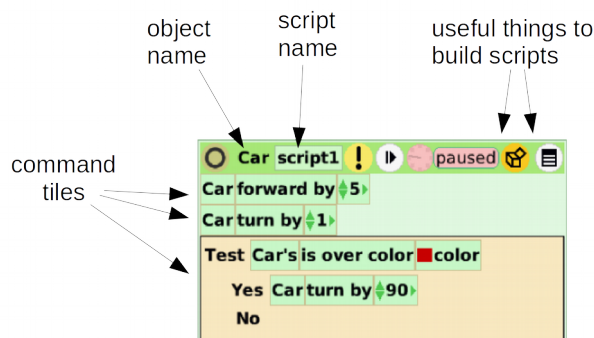 object
name
script
name
useful things to
build scripts
Car script1 ! paused
command
tiles
Car forward by 5
Car turn by 1
Test Car's is over color color
Yes Car turn by 90
No